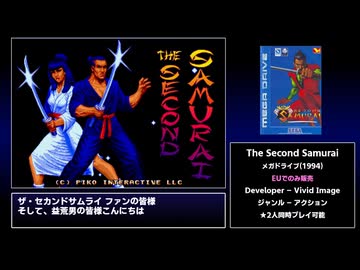 THE SECOND SAMURAI
(C) PIKO INTERACTIVE LLC
ザ・セカンドサムライ ファンの皆様
そして、益荒男の皆様こんにちは
MEGA DRIVE
SEGA
The Second Samurai
メガドライブ(1994)
EUでのみ販売
Developer – Vivid Image
ジャンル – アクション
★2人同時プレイ可能